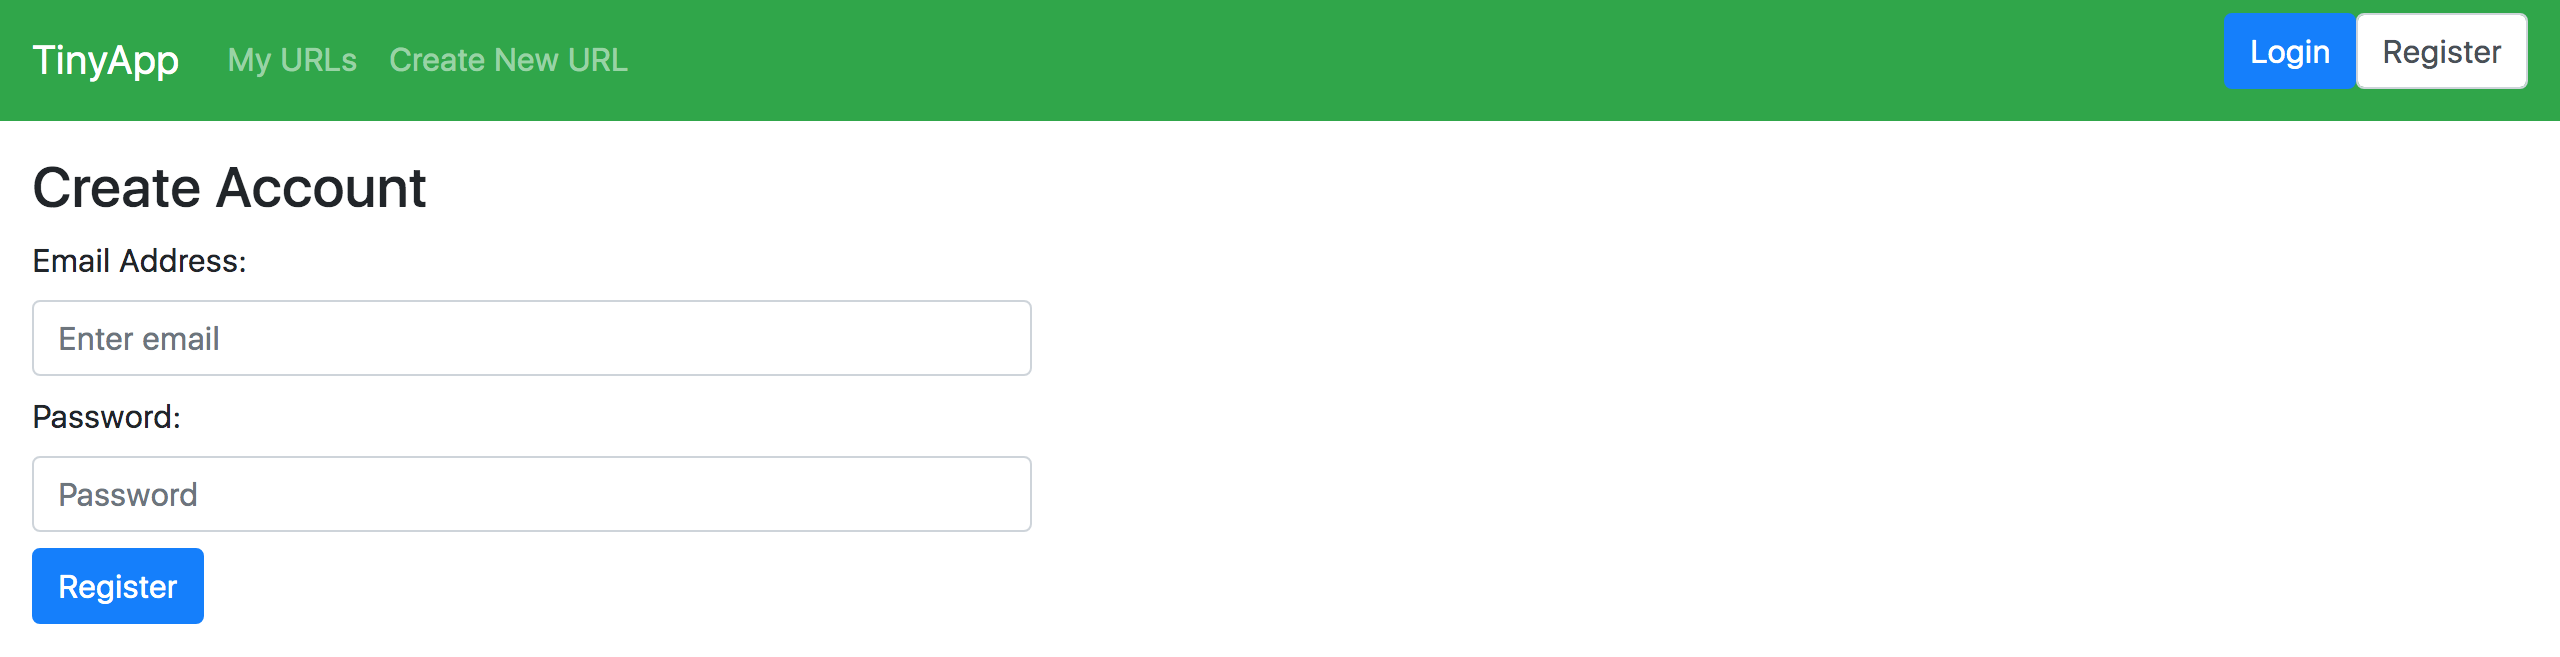 TinyApp My URLs Create New URL Login Register
Create Account
Email Address:
Enter email
Password:
Password
Register